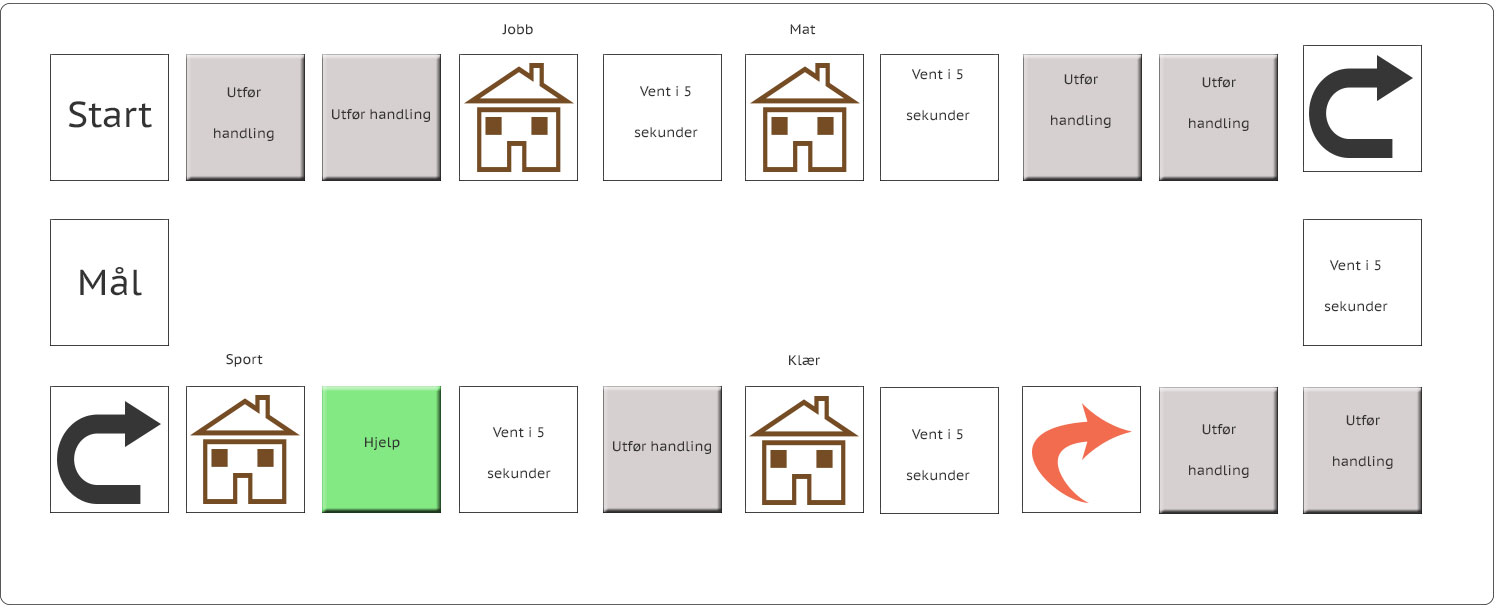 Jobb
Mat
Start
Utfør
handling
Utfør handling
Vent i 5
sekunder
Vent i 5
sekunder
Utfør
handling
Utfør
handling
Mål
Vent i 5
sekunder
Sport
Klær
Hjelp
Vent i 5
sekunder
Utfør handling
Vent i 5
sekunder
Utfør
handling
Utfør
handling